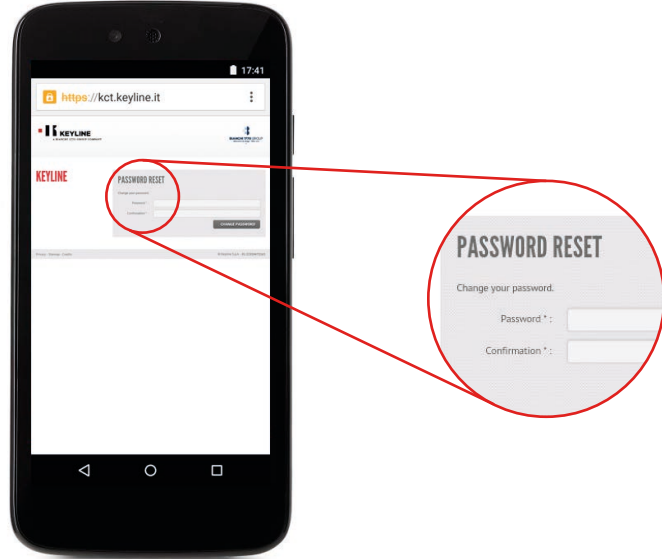 17:41
https://kct.keyline.it
KEYLINE
KEYLINE
PASSWORD RESET
Change your password.
Password * :
Confirmation * :
CHANGE PASSWORD
PASSWORD RESET
Change your password.
Password * :
Confirmation * :